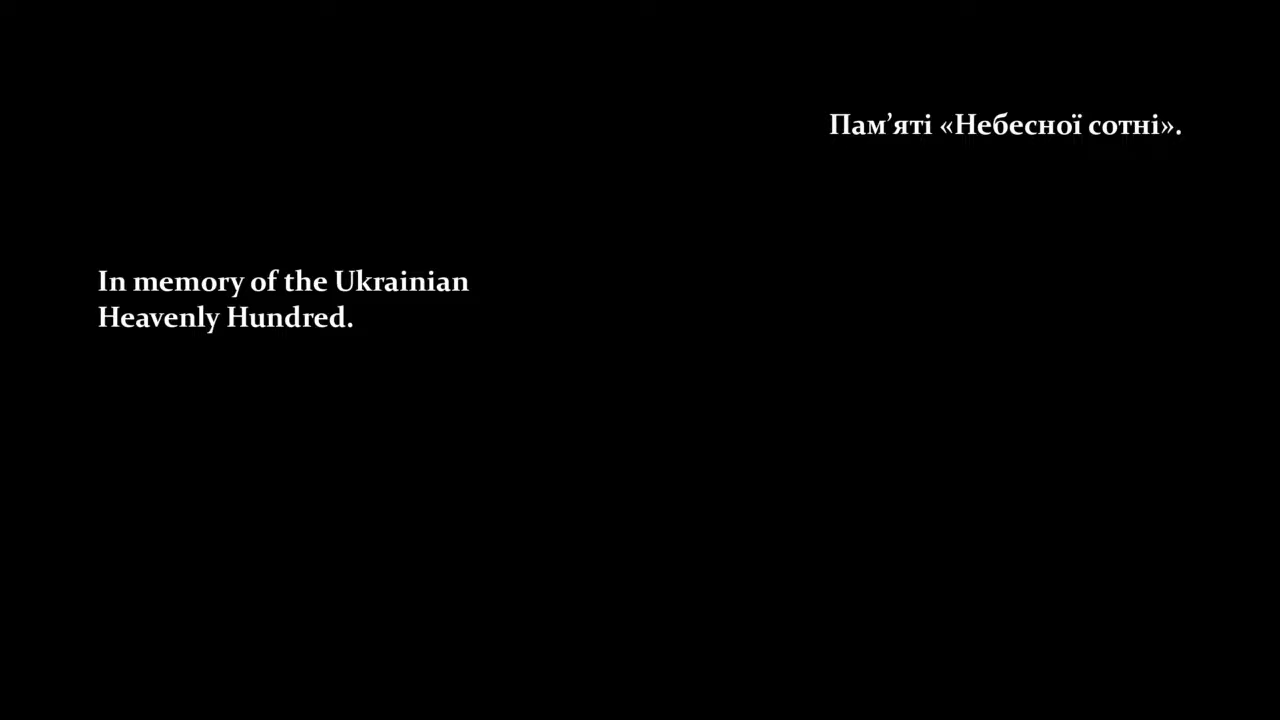 Пам’яті «Небесної сотні».
In memory of the Ukrainian
Heavenly Hundred.